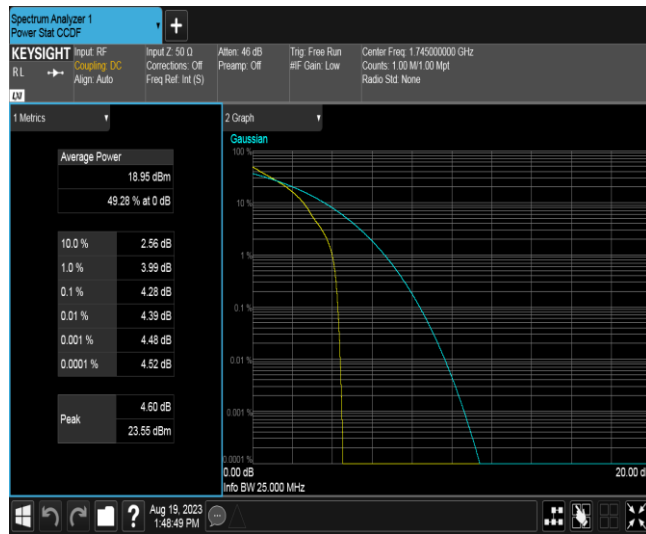 Spectrum Analyzer 1
Power Stat CCDF
+
KEYSIGHT
RL
LXI
Input: RF
Coupling: DC
Align: Auto
Input Z: 50 Ω
Corrections: Off
Freq Ref: Int (S)
Atten: 46 dB
Preamp: Off
Trig: Free Run
#IF Gain: Low
Center Freq: 1.745000000 GHz
Counts: 1.00 M/1.00 Mpt
Radio Std: None
1 Metrics
Average Power
18.95 dBm
49.28 % at 0 dB
10.0 % 2.56 dB
1.0 % 3.99 dB
0.1 % 4.28 dB
0.01 % 4.39 dB
0.001 % 4.48 dB
0.0001 % 4.52 dB
Peak
4.60 dB
23.55 dBm
2 Graph
Gaussian
100 %
10 %
1 %
0.1 %
0.01 %
0.001 %
0.0001 %
0.00 dB
20.00 d
Info BW 25.000 MHz
?
Aug 19, 2023
1:48:49 PM